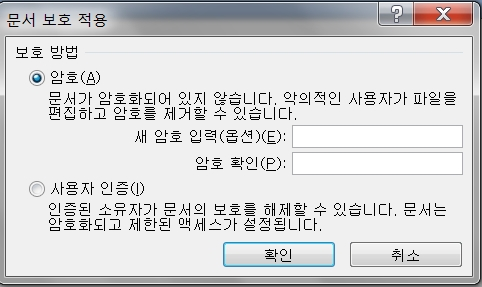 문서 보호 적용
보호 방법
암호(A)
문서가 암호화되어 있지 않습니다. 악의적인 사용자가 파일을
편집하고 암호를 제거할 수 있습니다.
새 암호 입력(옵션)(E):
암호 확인(P):
사용자 인증(I)
인증된 소유자가 문서의 보호를 해제할 수 있습니다. 문서는
암호화되고 제한된 액세스가 설정됩니다.
확인 취소